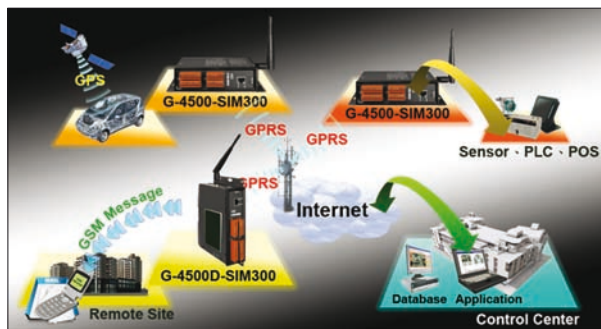 GPS
G-4500-SIM300
G-4500-SIM300
GPRS
GPRS
Sensor、PLC、POS
GPRS
GSM Message
Internet
G-4500D-SIM300
Remote Site
Database
Application
Control Center